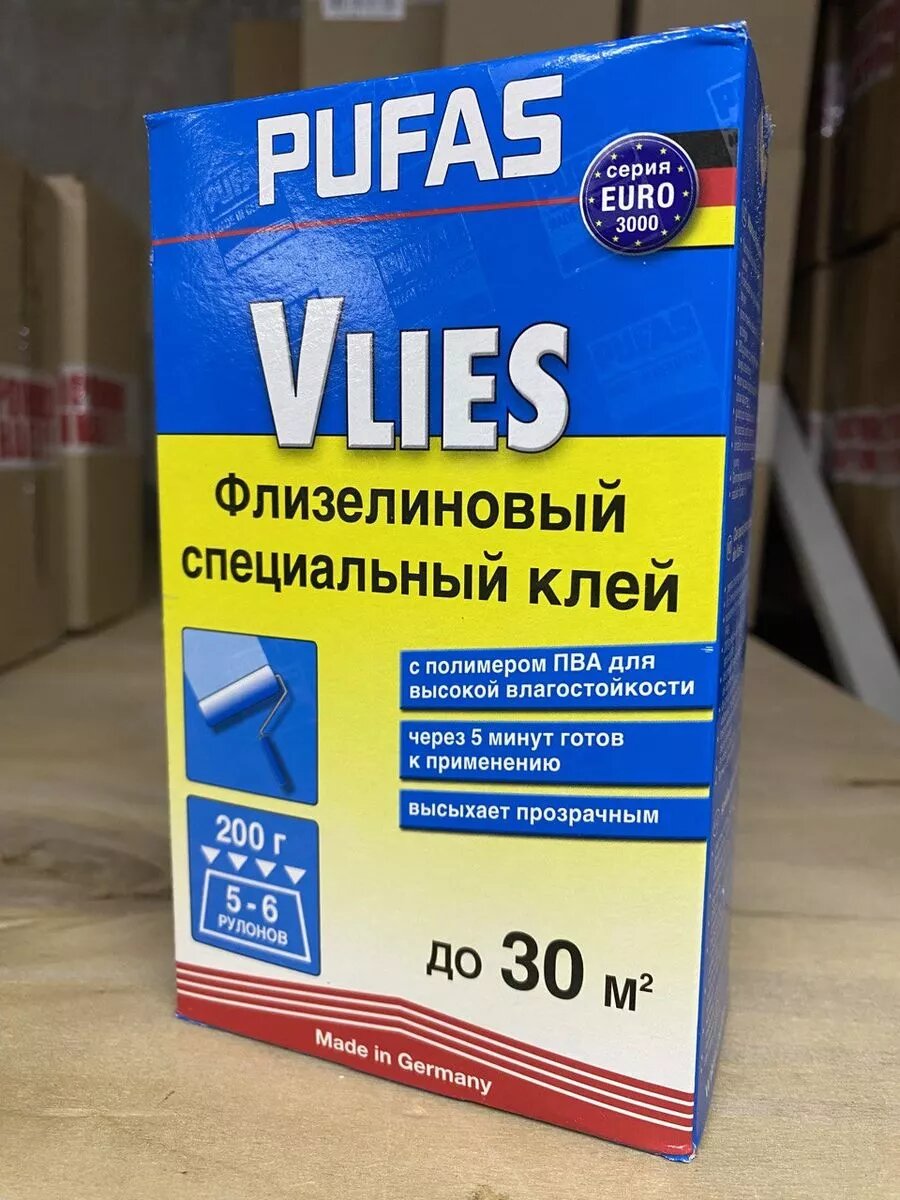 PUFAS
серия
EURO
3000
VLIES
Флизелиновый
специальный клей
с полимером ПВА для
высокой влагостойкости
через 5 минут готов
к применению
высыхает прозрачным
200 г
5-6
РУЛОНОВ
до 30 м²
Made in Germany